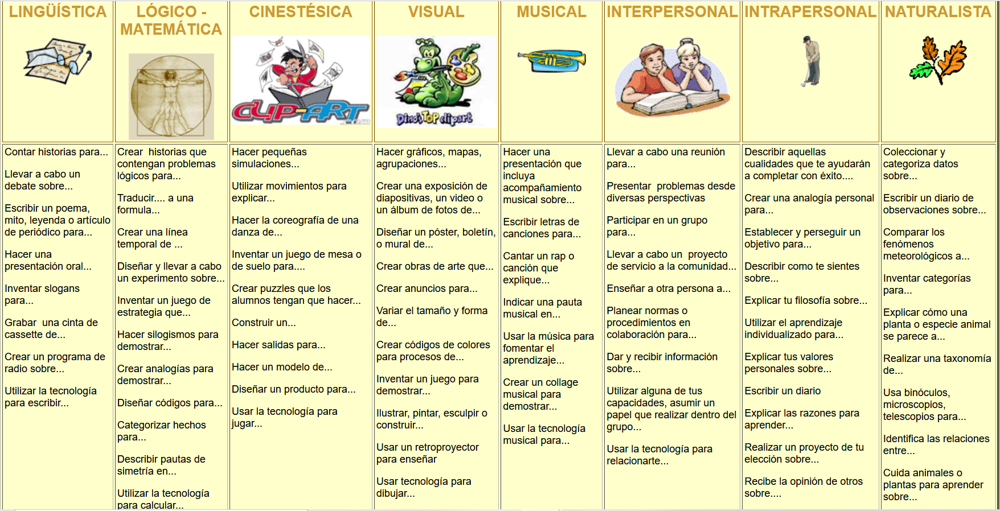 LINGÜÍSTICA
LÓGICO -
MATEMÁTICA
CINESTÉSICA
VISUAL
MUSICAL
INTERPERSONAL
INTRAPERSONAL
NATURALISTA
CLIP-ART
.com
Dino'sTOP clipart
Contar historias para...
Llevar a cabo un
debate sobre...
Escribir un poema,
mito, leyenda o artículo
de periódico para...
Hacer una
presentación oral...
Inventar slogans
para...
Grabar  una cinta de
cassette de...
Crear un programa de
radio sobre...
Utilizar la tecnología
para escribir...
Crear  historias que
contengan problemas
lógicos para...
Traducir.... a una
formula...
Crear una línea
temporal de ...
Diseñar y llevar a cabo
un experimento sobre...
Inventar un juego de
estrategia que...
Hacer silogismos para
demostrar...
Crear analogías para
demostrar...
Diseñar códigos para...
Categorizar hechos
para...
Describir pautas de
simetría en...
Utilizar la tecnología
para calcular...
Hacer pequeñas
simulaciones...
Utilizar movimientos para
explicar...
Hacer la coreografía de una
danza de...
Inventar un juego de mesa o
de suelo para....
Crear puzzles que los
alumnos tengan que hacer...
Construir un...
Hacer salidas para...
Hacer un modelo de...
Diseñar un producto para...
Usar la tecnología para
jugar...
Hacer gráficos, mapas,
agrupaciones...
Crear una exposición de
diapositivas, un video o
un álbum de fotos de...
Diseñar un póster, boletín,
o mural de...
Crear obras de arte que...
Crear anuncios para...
Variar el tamaño y forma
de...
Crear códigos de colores
para procesos de...
Inventar un juego para
demostrar...
Ilustrar, pintar, esculpir o
construir...
Usar un retroproyector
para enseñar
Usar tecnología para
dibujar...
Hacer una
presentación que
incluya
acompañamiento
musical sobre...
Escribir letras de
canciones para...
Cantar un rap o
canción que
explique...
Indicar una pauta
musical en...
Usar la música para
fomentar el
aprendizaje...
Crear un collage
musical para
demostrar...
Usar la tecnología
musical para...
Llevar a cabo una reunión
para...
Presentar  problemas desde
diversas perspectivas
Participar en un grupo
para...
Llevar a cabo un  proyecto
de servicio a la comunidad...
Enseñar a otra persona a...
Planear normas o
procedimientos en
colaboración para...
Dar y recibir información
sobre...
Utilizar alguna de tus
capacidades, asumir un
papel que realizar dentro del
grupo...
Usar la tecnología para
relacionarte...
Describir aquellas
cualidades que te ayudarán
a completar con éxito....
Crear una analogía personal
para...
Establecer y perseguir un
objetivo para...
Describir como te sientes
sobre...
Explicar tu filosofía sobre...
Utilizar el aprendizaje
individualizado para...
Explicar tus valores
personales sobre...
Escribir un diario
Explicar las razones para
aprender...
Realizar un proyecto de tu
elección sobre...
Recibe la opinión de otros
sobre....
Coleccionar y
categoriza datos
sobre...
Escribir un diario de
observaciones sobre...
Comparar los
fenómenos
meteorológicos a...
Inventar categorías
para...
Explicar cómo una
planta o especie animal
se parece a...
Realizar una taxonomía
de...
Usa binóculos,
microscopios,
telescopios para...
Identifica las relaciones
entre...
Cuida animales o
plantas para aprender
sobre...